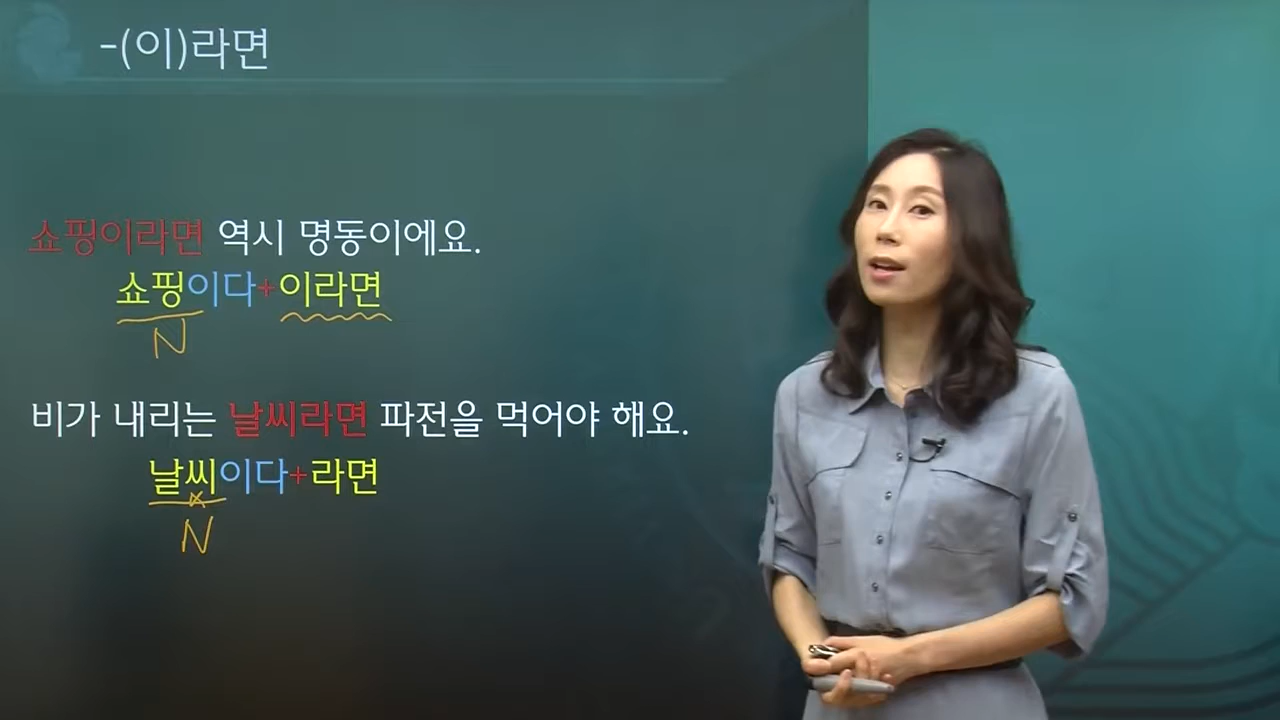 -(이)라면
쇼핑이라면 역시 명동이에요.
쇼핑이다+이라면
N
비가 내리는 날씨라면 파전을 먹어야 해요.
날씨이다+라면
x
N